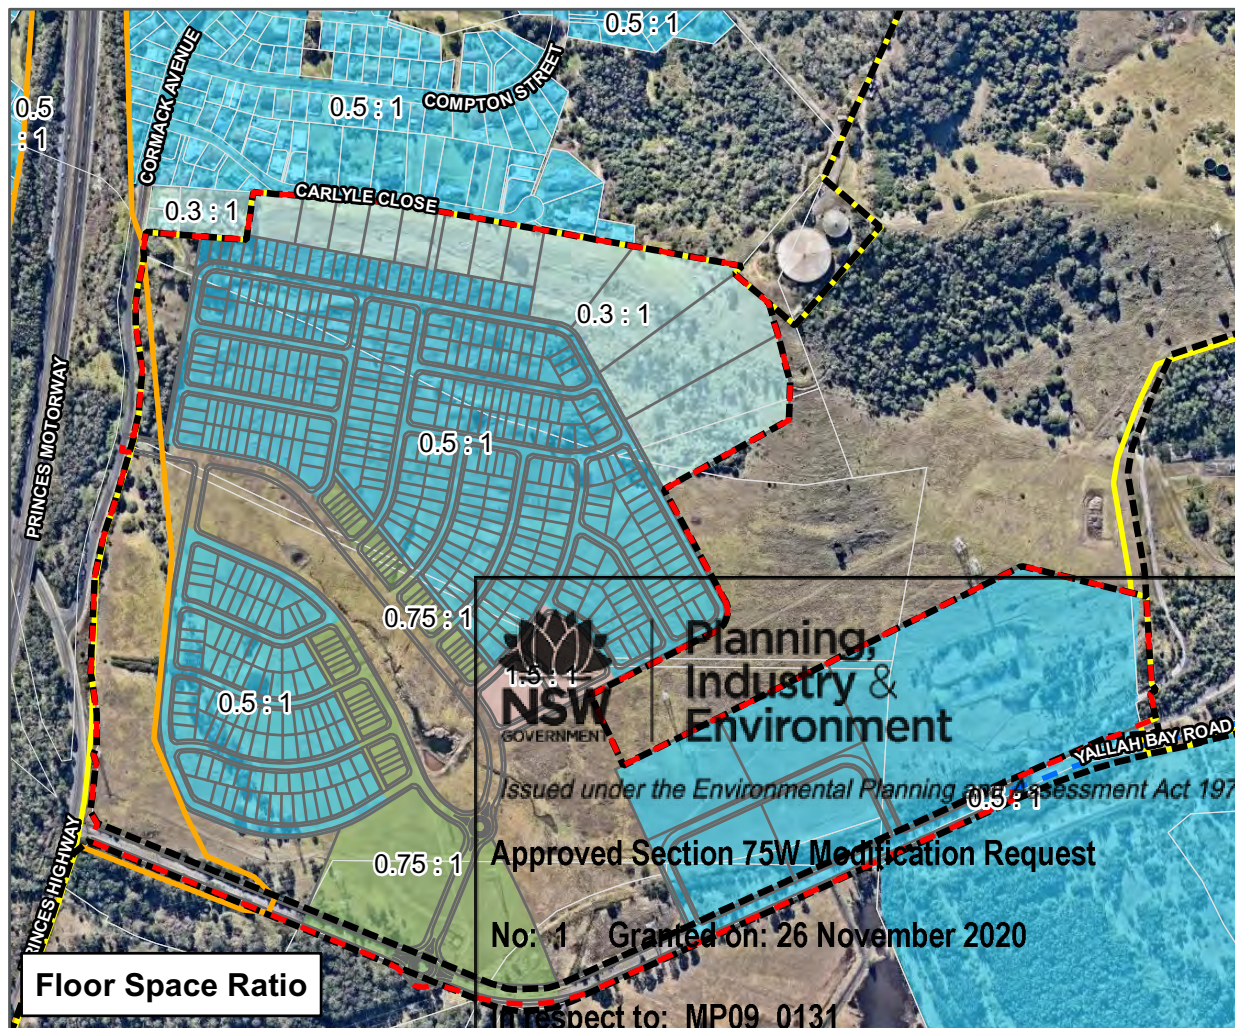 0.5 : 1
CORMACK AVENUE
COMPTON STREET
0.5
: 1
0.5 : 1
CARLYLE CLOSE
0.3 : 1
0.3 : 1
PRINCES MOTORWAY
0.5 : 1
0.75 : 1
1.5 : 1
0.5 : 1
NSW
GOVERNMENT
Planning,
Industry &
Environment
YALLAH BAY ROAD
Issued under the Environmental Planning and Assessment Act 197
0.5 : 1
0.75 : 1
Approved Section 75W Modification Request
RINCES HIGHWAY
No: 1 Granted on: 26 November 2020
Floor Space Ratio
In respect to: MP09_0131